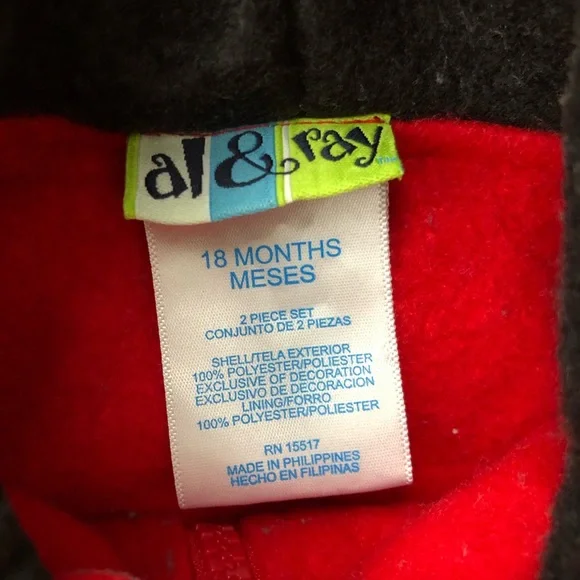 al & ray
18 MONTHS
MESES
2 PIECE SET
CONJUNTO DE 2 PIEZAS
SHELL/TELA EXTERIOR
100% POLYESTER/POLIESTER
EXCLUSIVE OF DECORATION
EXCLUSIVO DE DECORACION
LINING/FORRO
100% POLYESTER/POLIESTER
RN 15517
MADE IN PHILIPPINES
HECHO EN FILIPINAS